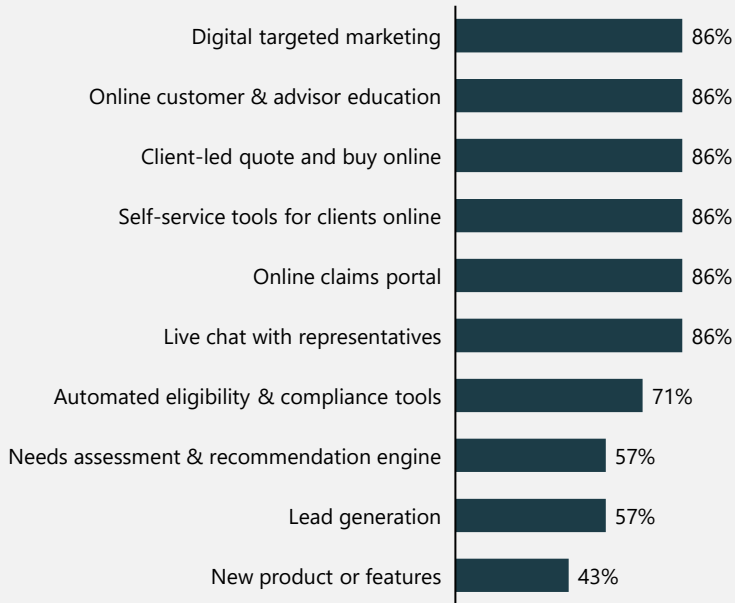 Digital targeted marketing 86%
Online customer & advisor education 86%
Client-led quote and buy online 86%
Self-service tools for clients online 86%
Online claims portal 86%
Live chat with representatives 86%
Automated eligibility & compliance tools 71%
Needs assessment & recommendation engine 57%
Lead generation 57%
New product or features 43%